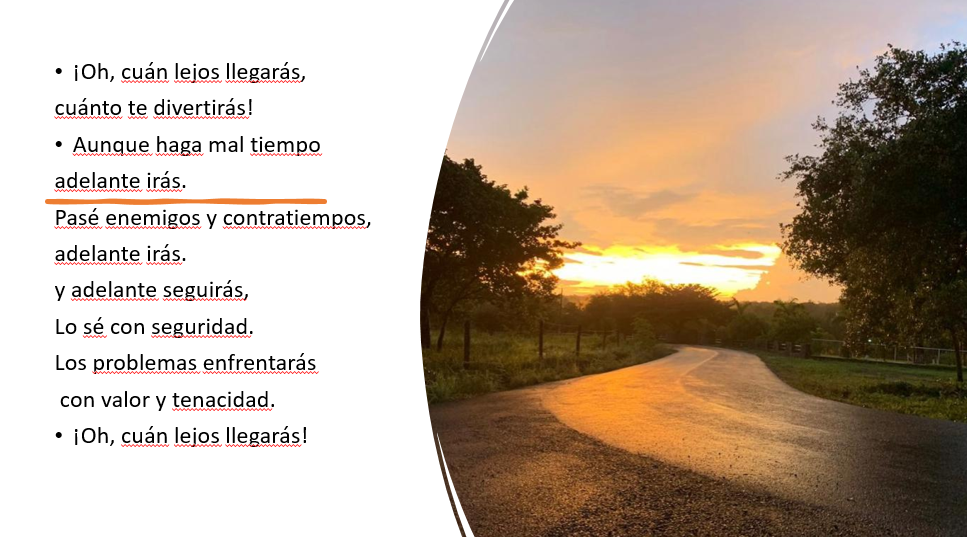 • ¡Oh, cuán lejos llegarás,
cuánto te divertirás!
• Aunque haga mal tiempo
adelante irás.
Pasé enemigos y contratiempos,
adelante irás.
y adelante seguirás,
Lo sé con seguridad.
Los problemas enfrentarás
con valor y tenacidad.
• ¡Oh, cuán lejos llegarás!